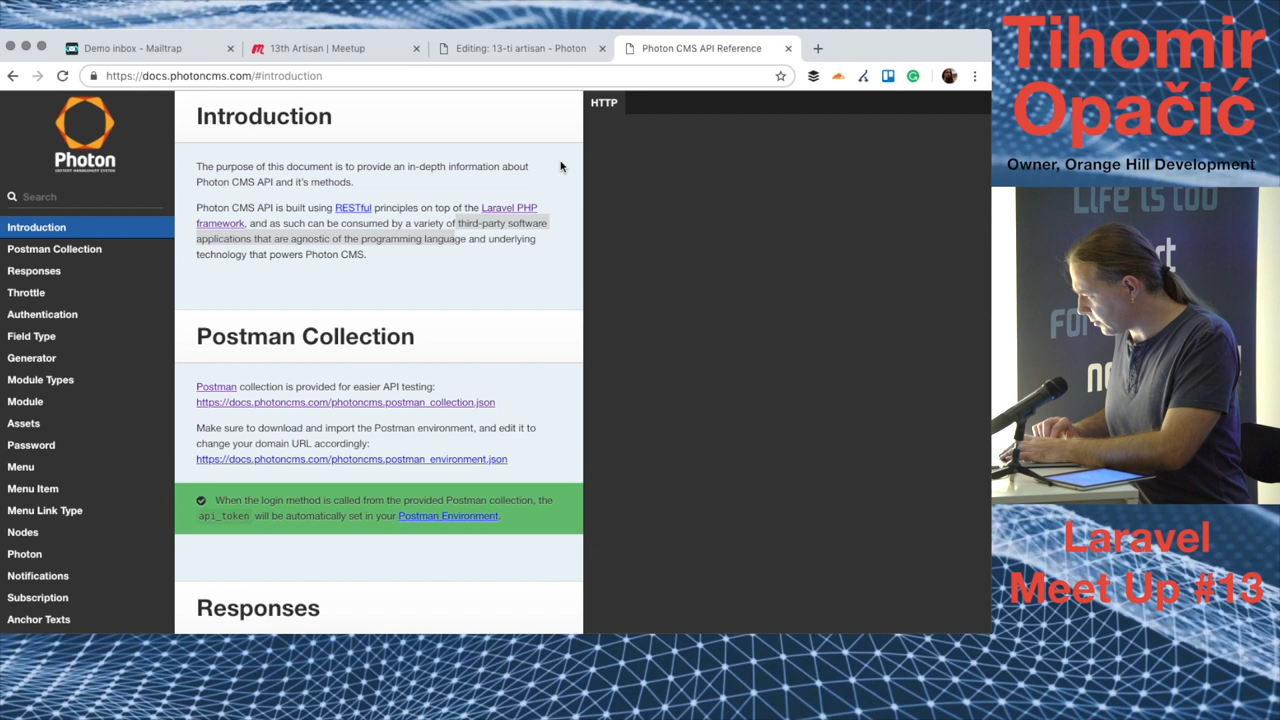 Demo inbox - Mailtrap
13th Artisan | Meetup
Editing: 13-ti artisan - Photon
Photon CMS API Reference
https://docs.photoncms.com/#introduction
Photon
CONTENT MANAGEMENT SYSTEM
Search
Introduction
Postman Collection
Responses
Throttle
Authentication
Field Type
Generator
Module Types
Module
Assets
Password
Menu
Menu Item
Menu Link Type
Nodes
Photon
Notifications
Subscription
Anchor Texts
Introduction
The purpose of this document is to provide an in-depth information about
Photon CMS API and it's methods.
Photon CMS API is built using RESTful principles on top of the Laravel PHP
framework, and as such can be consumed by a variety of third-party software
applications that are agnostic of the programming language and underlying
technology that powers Photon CMS.
Postman Collection
Postman collection is provided for easier API testing:
https://docs.photoncms.com/photoncms.postman_collection.json
Make sure to download and import the Postman environment, and edit it to
change your domain URL accordingly:
https://docs.photoncms.com/photoncms.postman_environment.json
When the login method is called from the provided Postman collection, the
api_token will be automatically set in your Postman Environment.
Responses
HTTP
Tihomir
Opačić
Owner, Orange Hill Development
Life is too
Laravel
Meet Up #13